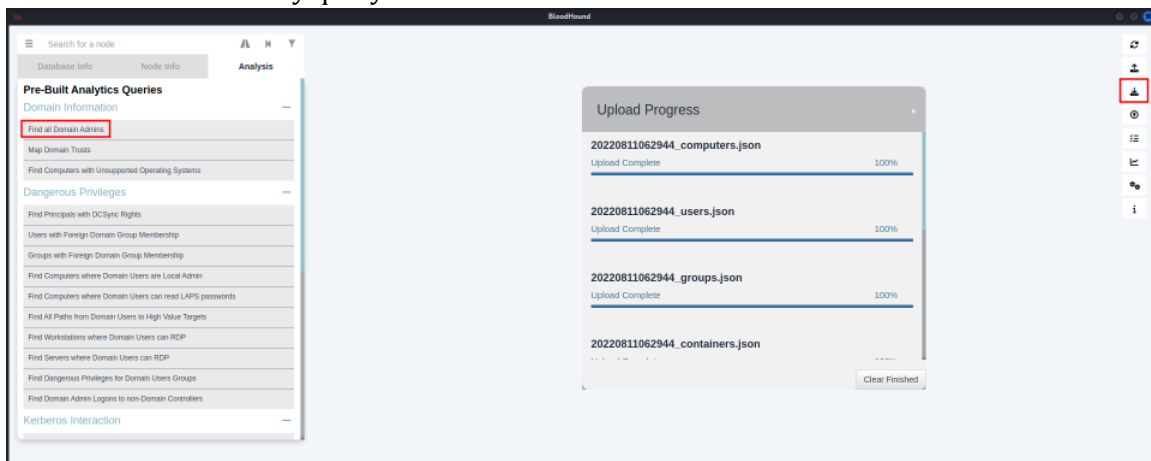 BloodHound
Search for a node
Database Info Node Info Analysis
Pre-Built Analytics Queries
Domain Information
Find all Domain Admins
Map Domain Trusts
Find Computers with Unsupported Operating Systems
Dangerous Privileges
Find Principals with DCSync Rights
Users with Foreign Domain Group Membership
Groups with Foreign Domain Group Membership
Find Computers where Domain Users are Local Admin
Find Computers where Domain Users can read LAPS passwords
Find All Paths from Domain Users to High Value Targets
Find Workstations where Domain Users can RDP
Find Servers where Domain Users can RDP
Find Dangerous Privileges for Domain Users Groups
Find Domain Admin Logons to non-Domain Controllers
Kerberos Interaction
Upload Progress
20220811062944_computers.json
Upload Complete 100%
20220811062944_users.json
Upload Complete 100%
20220811062944_groups.json
Upload Complete 100%
20220811062944_containers.json
Clear Finished